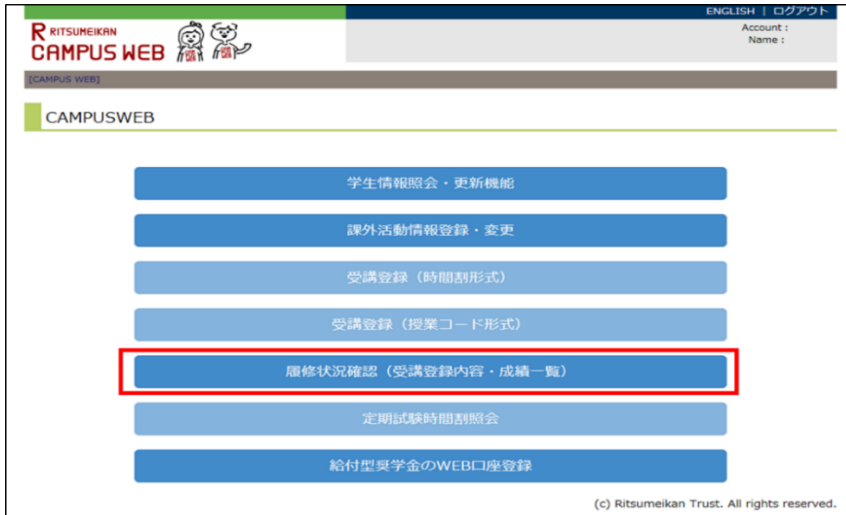 ENGLISH | ログアウト
R RITSUMEIKAN
CAMPUS WEB
Account :
Name :
[CAMPUS WEB]
CAMPUSWEB
学生情報照会・更新機能
課外活動情報登録・変更
受講登録（時間割形式）
受講登録（授業コード形式）
履修状況確認（受講登録内容・成績一覧）
定期試験時間割照会
給付型奨学金のWEB口座登録
(c) Ritsumeikan Trust. All rights reserved.